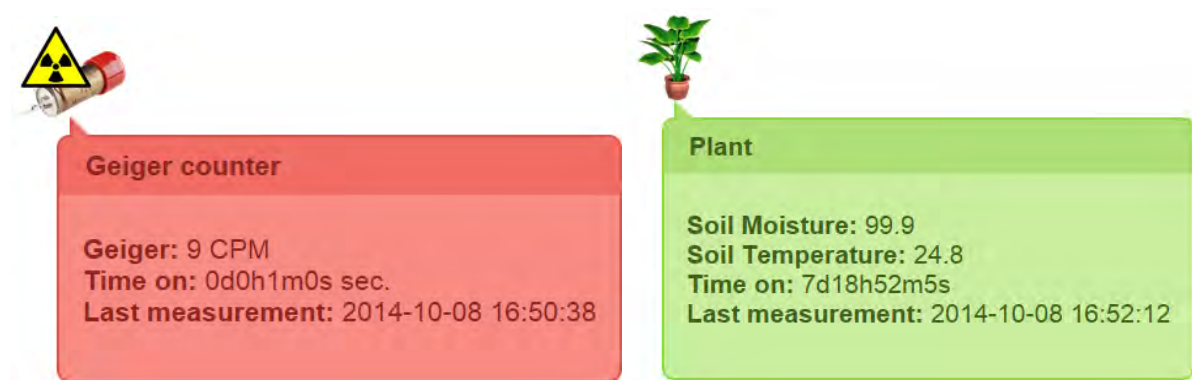 Geiger counter
Geiger: 9 CPM
Time on: 0d0h1m0s sec.
Last measurement: 2014-10-08 16:50:38
Plant
Soil Moisture: 99.9
Soil Temperature: 24.8
Time on: 7d18h52m5s
Last measurement: 2014-10-08 16:52:12